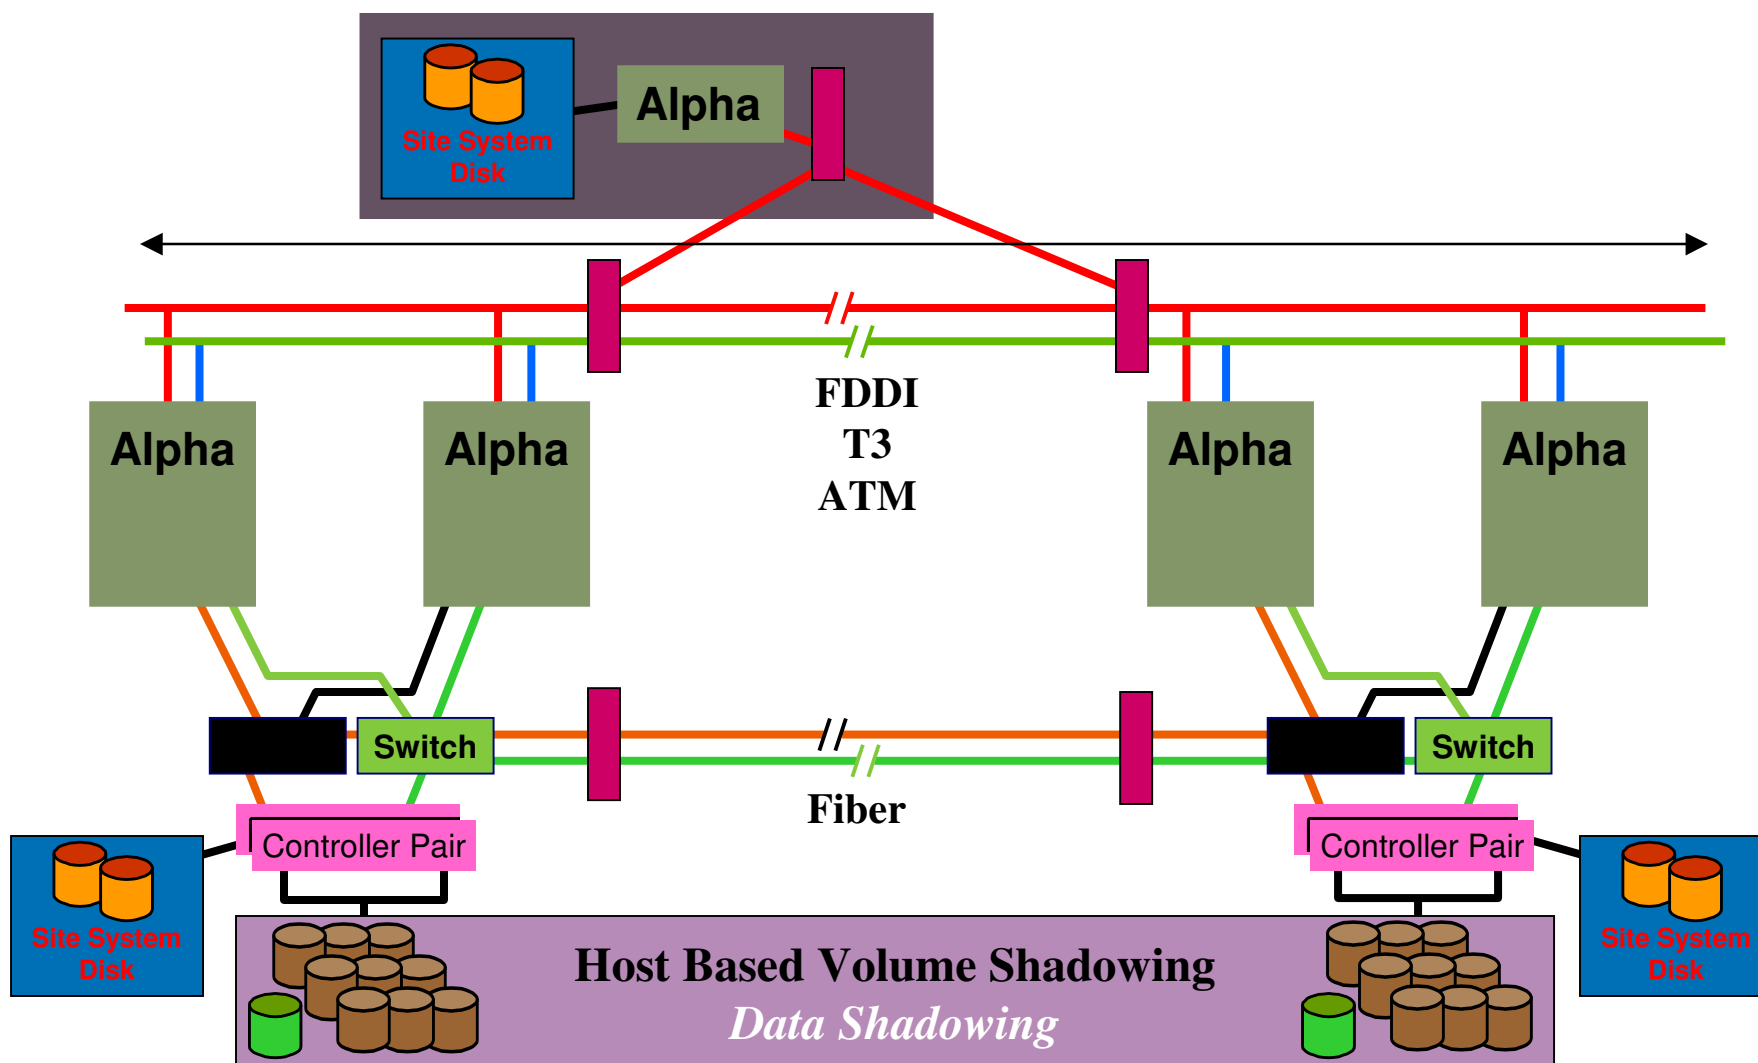 Alpha
Site System
Disk
FDDI
T3
ATM
Alpha
Alpha
Alpha
Alpha
Switch
Switch
Fiber
Controller Pair
Controller Pair
Site System
Disk
Site System
Disk
Host Based Volume Shadowing
Data Shadowing